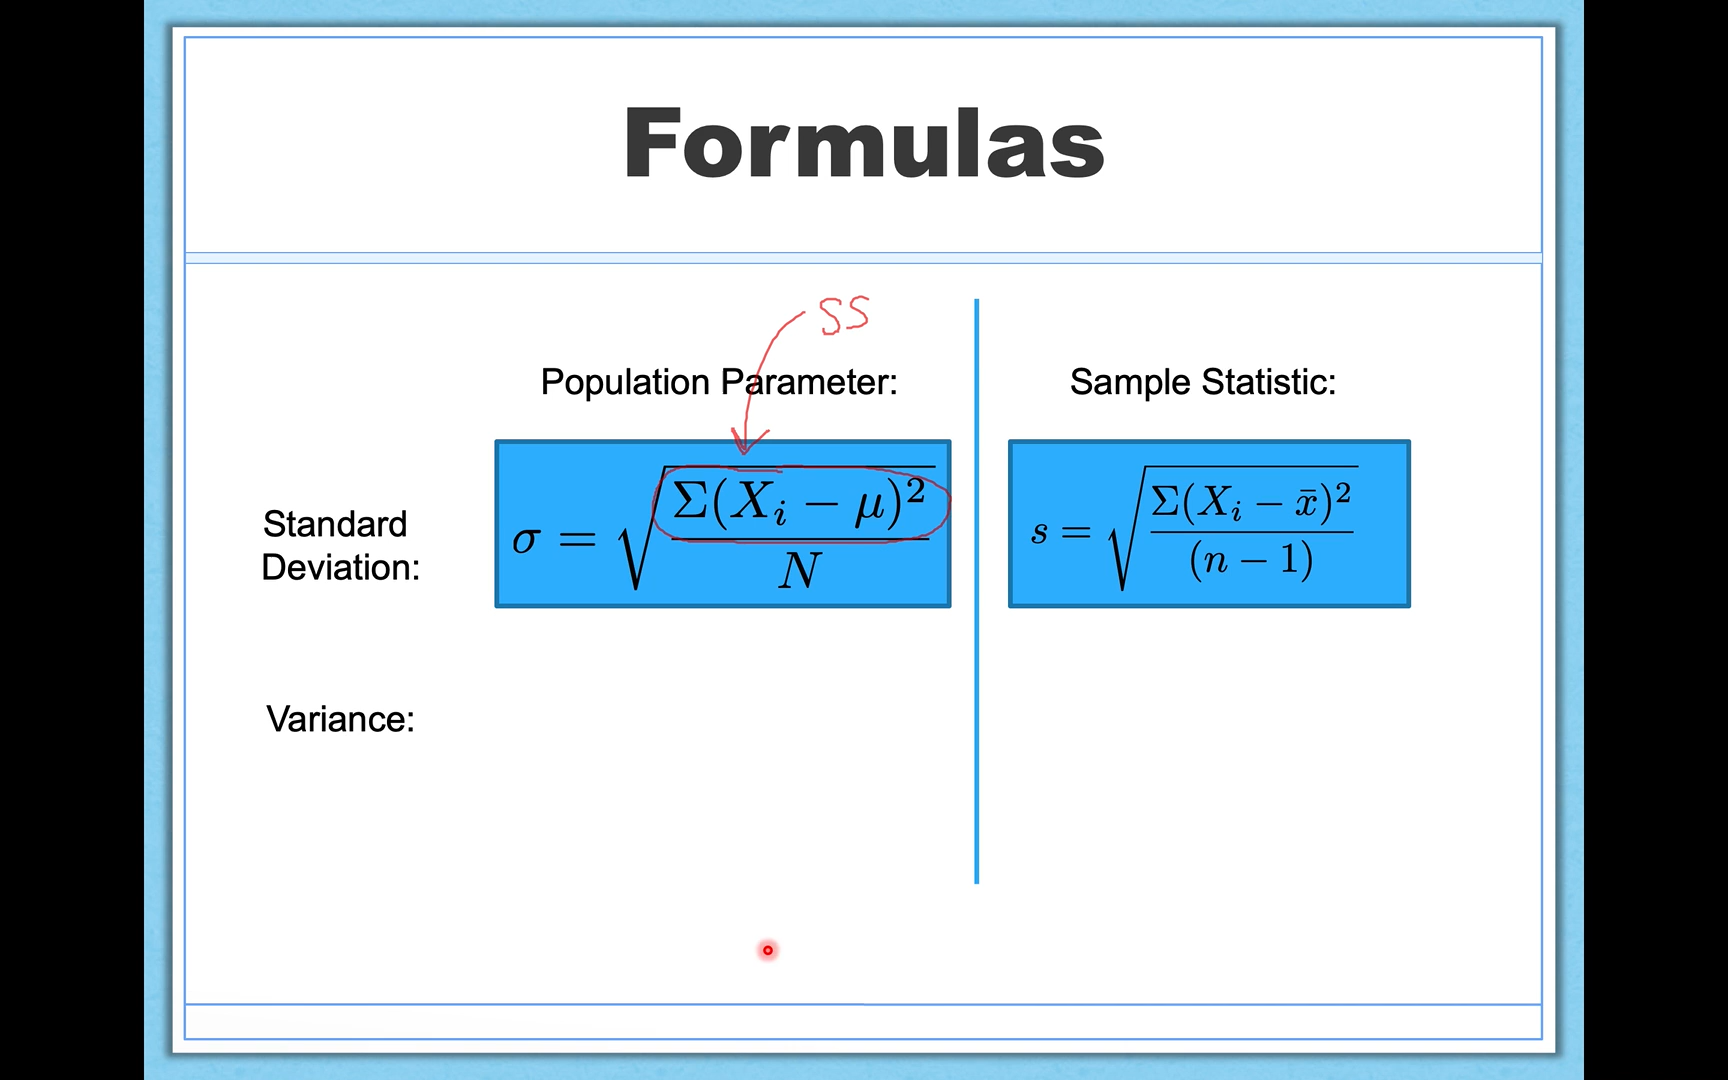 Formulas
SS
Population Parameter:
Sample Statistic:
Standard
Deviation:
σ = √(Σ(Xᵢ − μ)² / N)
s = √(Σ(Xᵢ − x̄)² / (n − 1))
Variance: